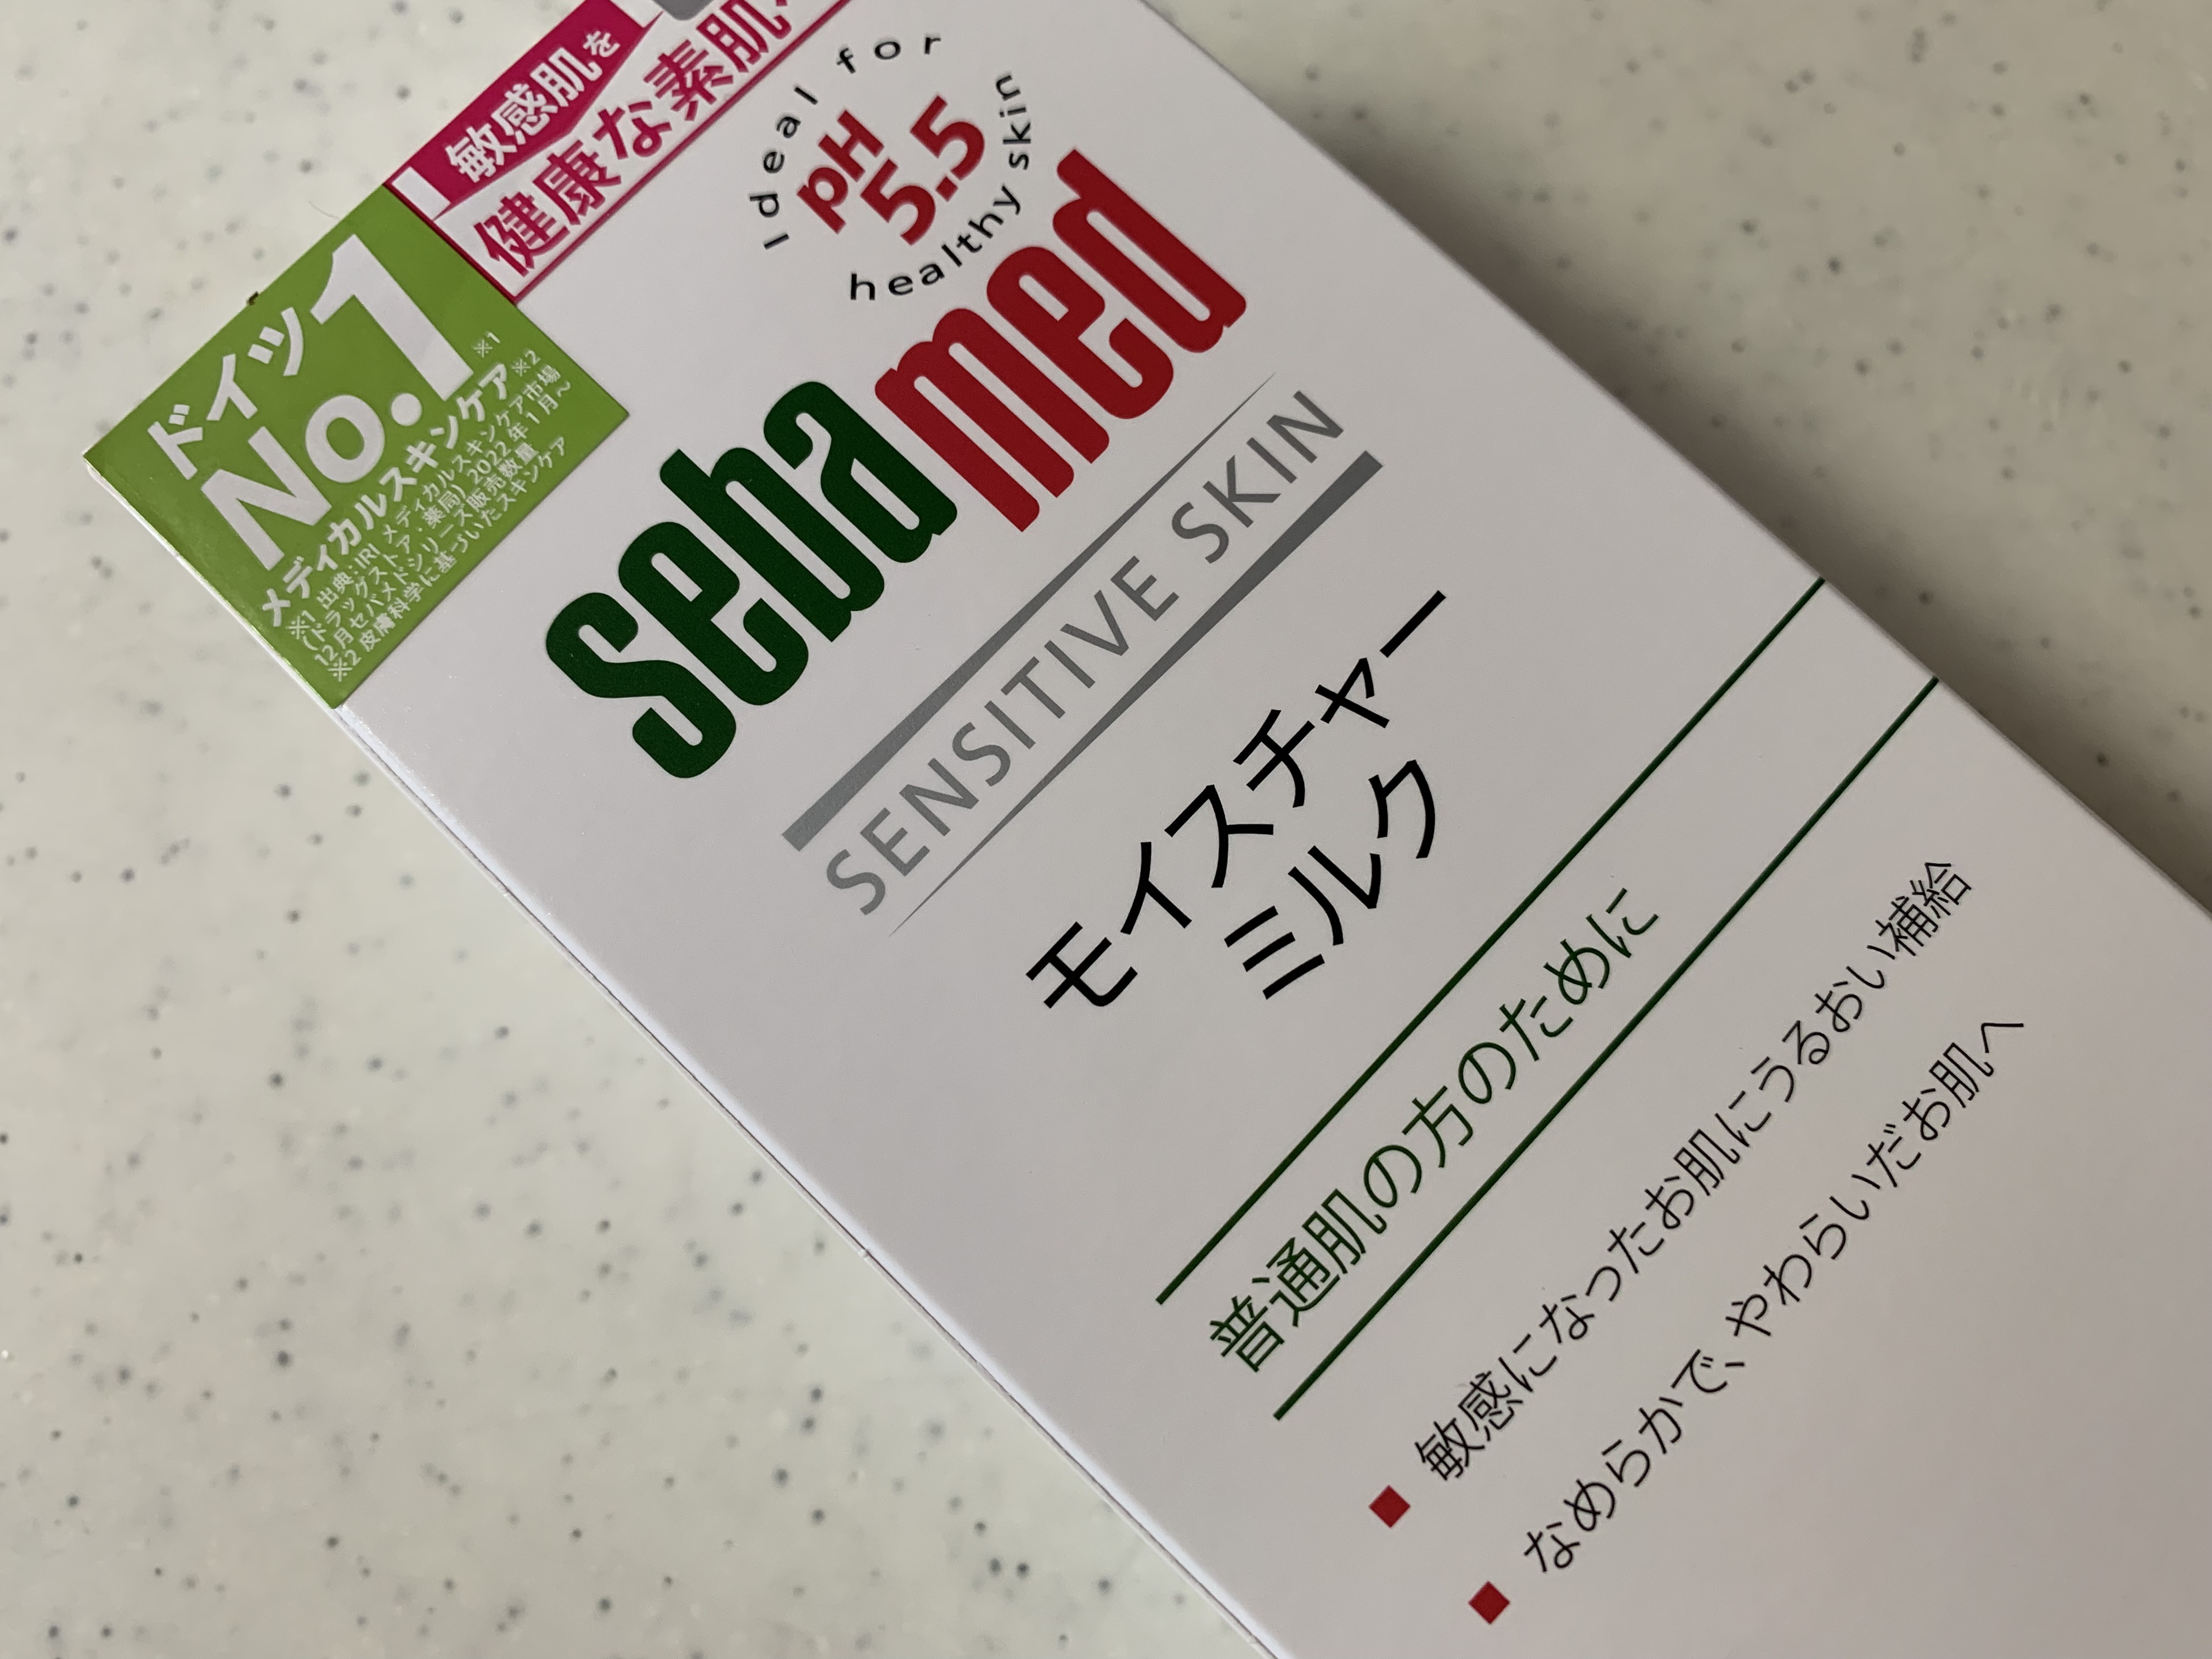 敏感肌を
健康な素肌へ
ドイツ
No.1※1
メディカルスキンケア※2
※1 出典：IRI メディカルスキンケア市場
(ドラッグストア・薬局) 2022年1月～
12月セバメドシリーズ販売数量
※2 皮膚科学に基づいたスキンケア
Ideal for
pH
5.5
healthy skin
sebamed
SENSITIVE SKIN
モイスチャー
ミルク
普通肌の方のために
■ 敏感になったお肌にうるおい補給
■ なめらかで、やわらいだお肌へ